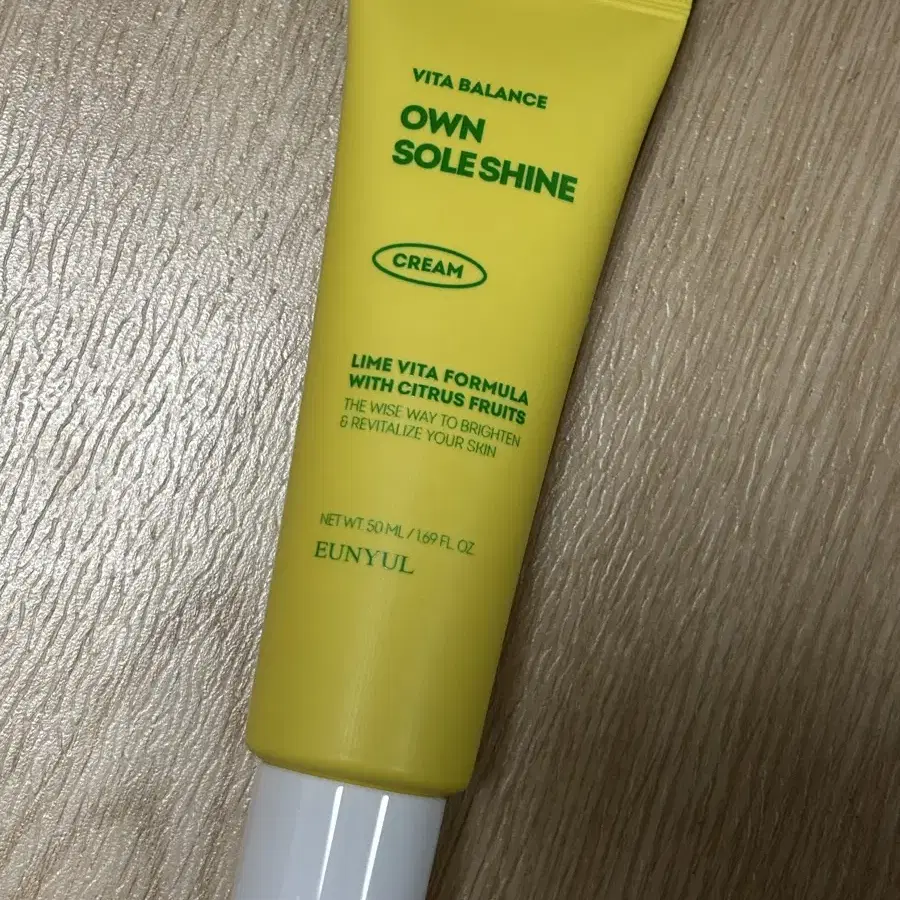 VITA BALANCE
OWN
SOLE SHINE
CREAM
LIME VITA FORMULA
WITH CITRUS FRUITS
THE WISE WAY TO BRIGHTEN
& REVITALIZE YOUR SKIN
NET WT. 50 ML / 1.69 FL. OZ
EUNYUL